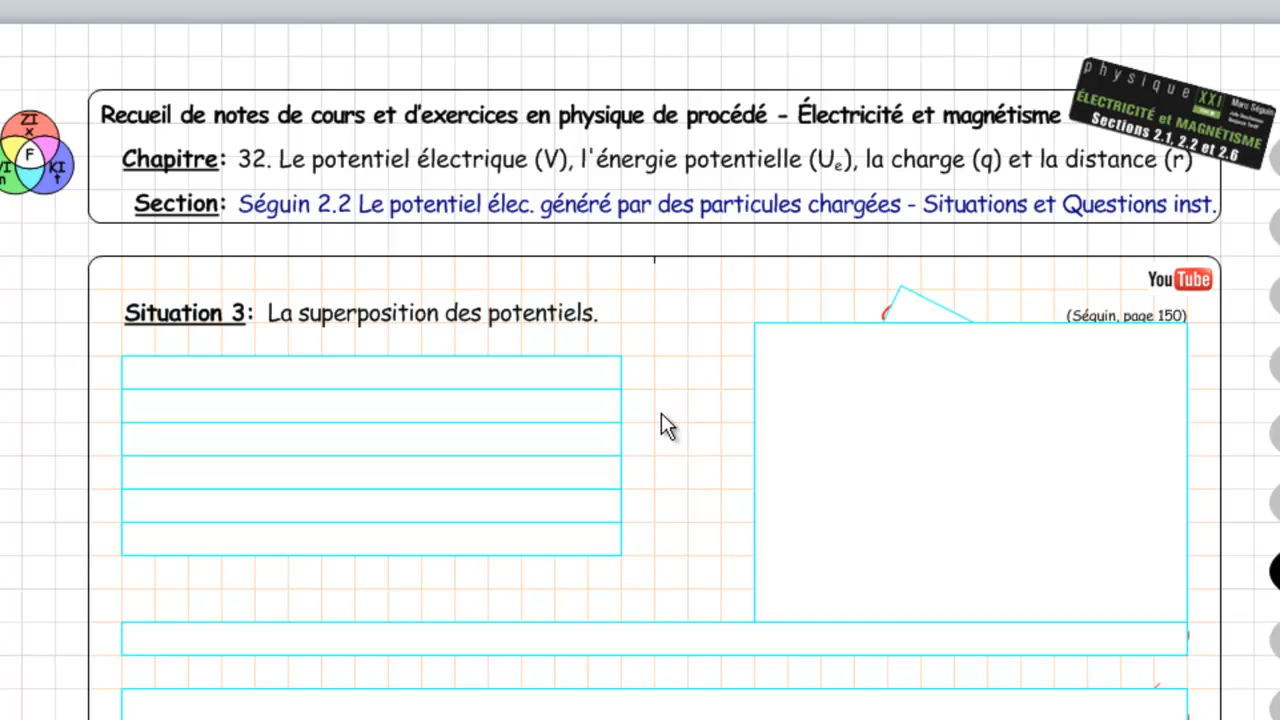 physique XXI
Marc Séguin
ÉLECTRICITÉ et MAGNÉTISME
Sections 2.1, 2.2 et 2.6
Recueil de notes de cours et d'exercices en physique de procédé - Électricité et magnétisme
Chapitre: 32. Le potentiel électrique (V), l'énergie potentielle (Ue), la charge (q) et la distance (r)
Section: Séguin 2.2 Le potentiel élec. généré par des particules chargées - Situations et Questions inst.
ZI
x
F
VI
n
KI
t
YouTube
Situation 3: La superposition des potentiels.
(Séguin, page 150)